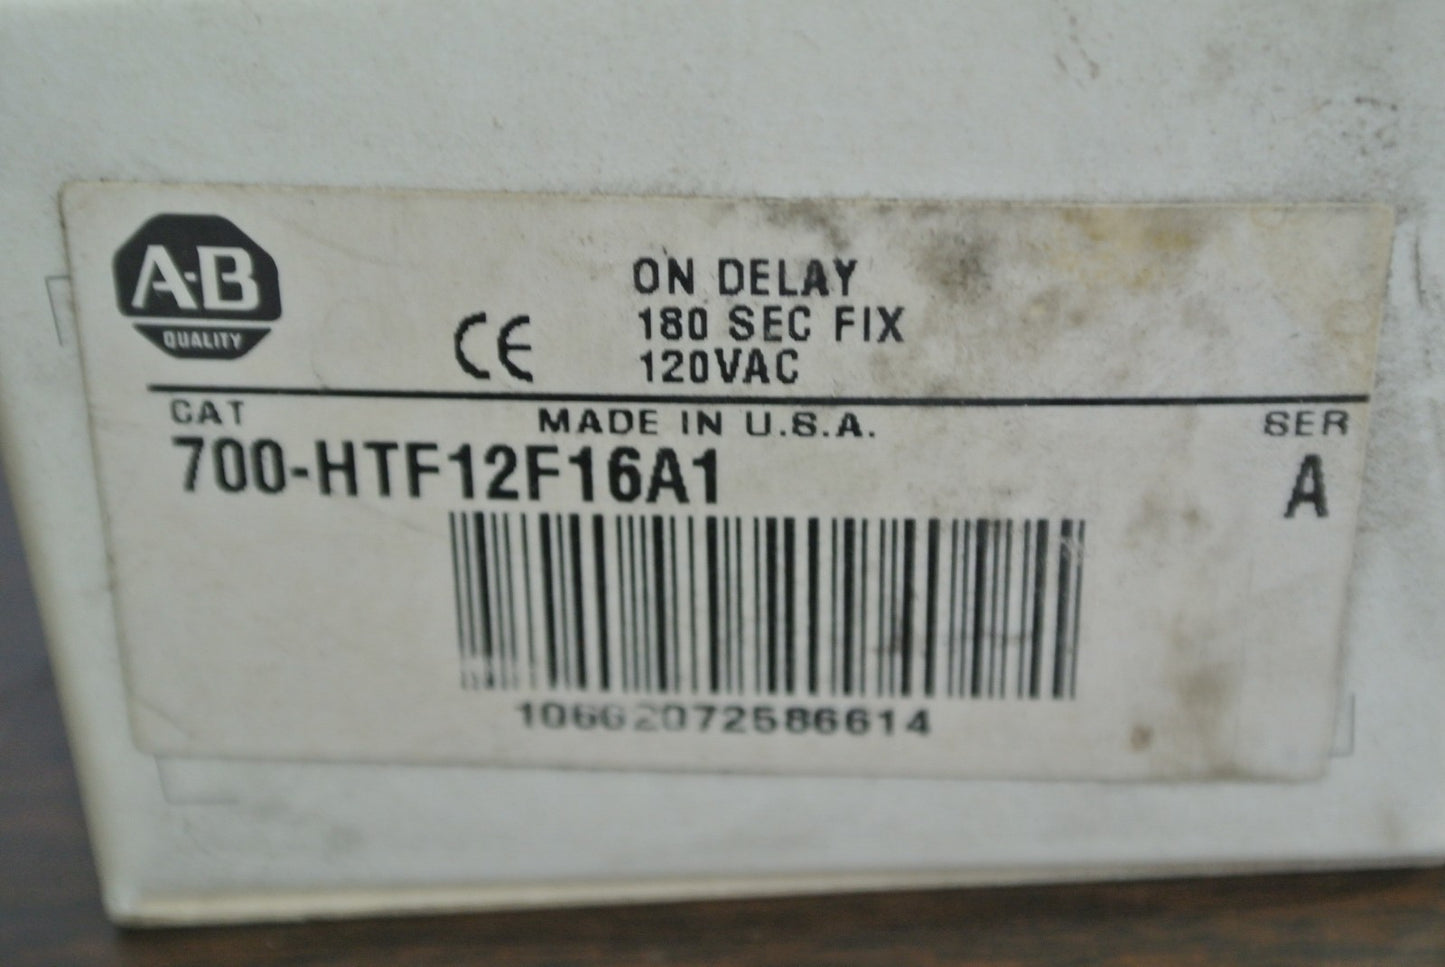 A-B
QUALITY
CE
ON DELAY
180 SEC FIX
120VAC
CAT
MADE IN U.S.A.
SER
700-HTF12F16A1
A
10662072586614